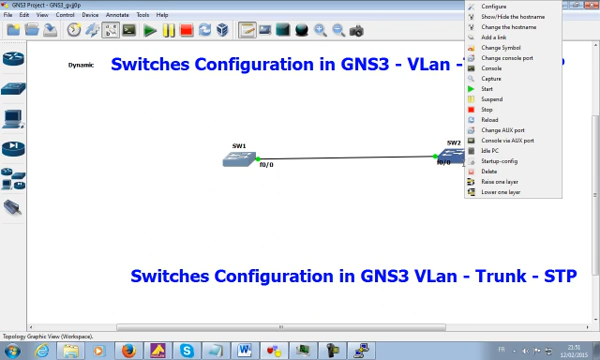 GNS3 Project - GNS3_gxjj0p
File Edit View Control Device Annotate Tools Help
Configure
Show/Hide the hostname
Change the hostname
Add a link
Change Symbol
Change console port
Console
Capture
Start
Suspend
Stop
Reload
Change AUX port
Console via AUX port
Idle PC
Startup-config
Delete
Raise one layer
Lower one layer
Dynamic
Switches Configuration in GNS3 - VLan - P
SW1
SW2
f0/0
f0/0
Switches Configuration in GNS3 VLan - Trunk - STP
Topology Graphic View (Workspace).
FR
21:51
12/02/2015